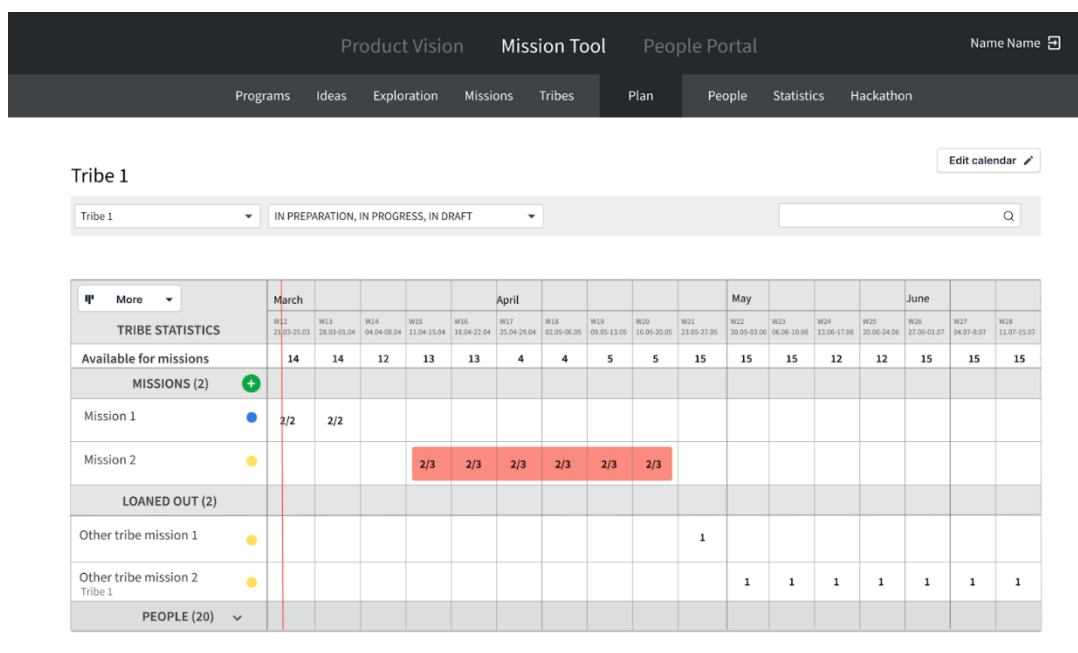 Product Vision Mission Tool People Portal Name Name
Programs Ideas Exploration Missions Tribes Plan People Statistics Hackathon
Edit calendar
Tribe 1
Tribe 1 IN PREPARATION, IN PROGRESS, IN DRAFT
More March April May June
TRIBE STATISTICS W12 W13 W14 W15 W16 W17 W18 W19 W20 W21 W22 W23 W24 W25 W26 W27 W28
21.03-25.03 28.03-01.04 04.04-08.04 11.04-15.04 18.04-22.04 25.04-29.04 02.05-06.05 09.05-13.05 16.05-20.05 23.05-27.05 30.05-03.06 06.06-10.06 13.06-17.06 20.06-24.06 27.06-01.07 04.07-8.07 11.07-15.07
Available for missions 14 14 12 13 13 4 4 5 5 15 15 15 12 12 15 15 15
MISSIONS (2)
Mission 1 2/2 2/2
Mission 2 2/3 2/3 2/3 2/3 2/3 2/3
LOANED OUT (2)
Other tribe mission 1 1
Other tribe mission 2 1 1 1 1 1 1 1
Tribe 1
PEOPLE (20)